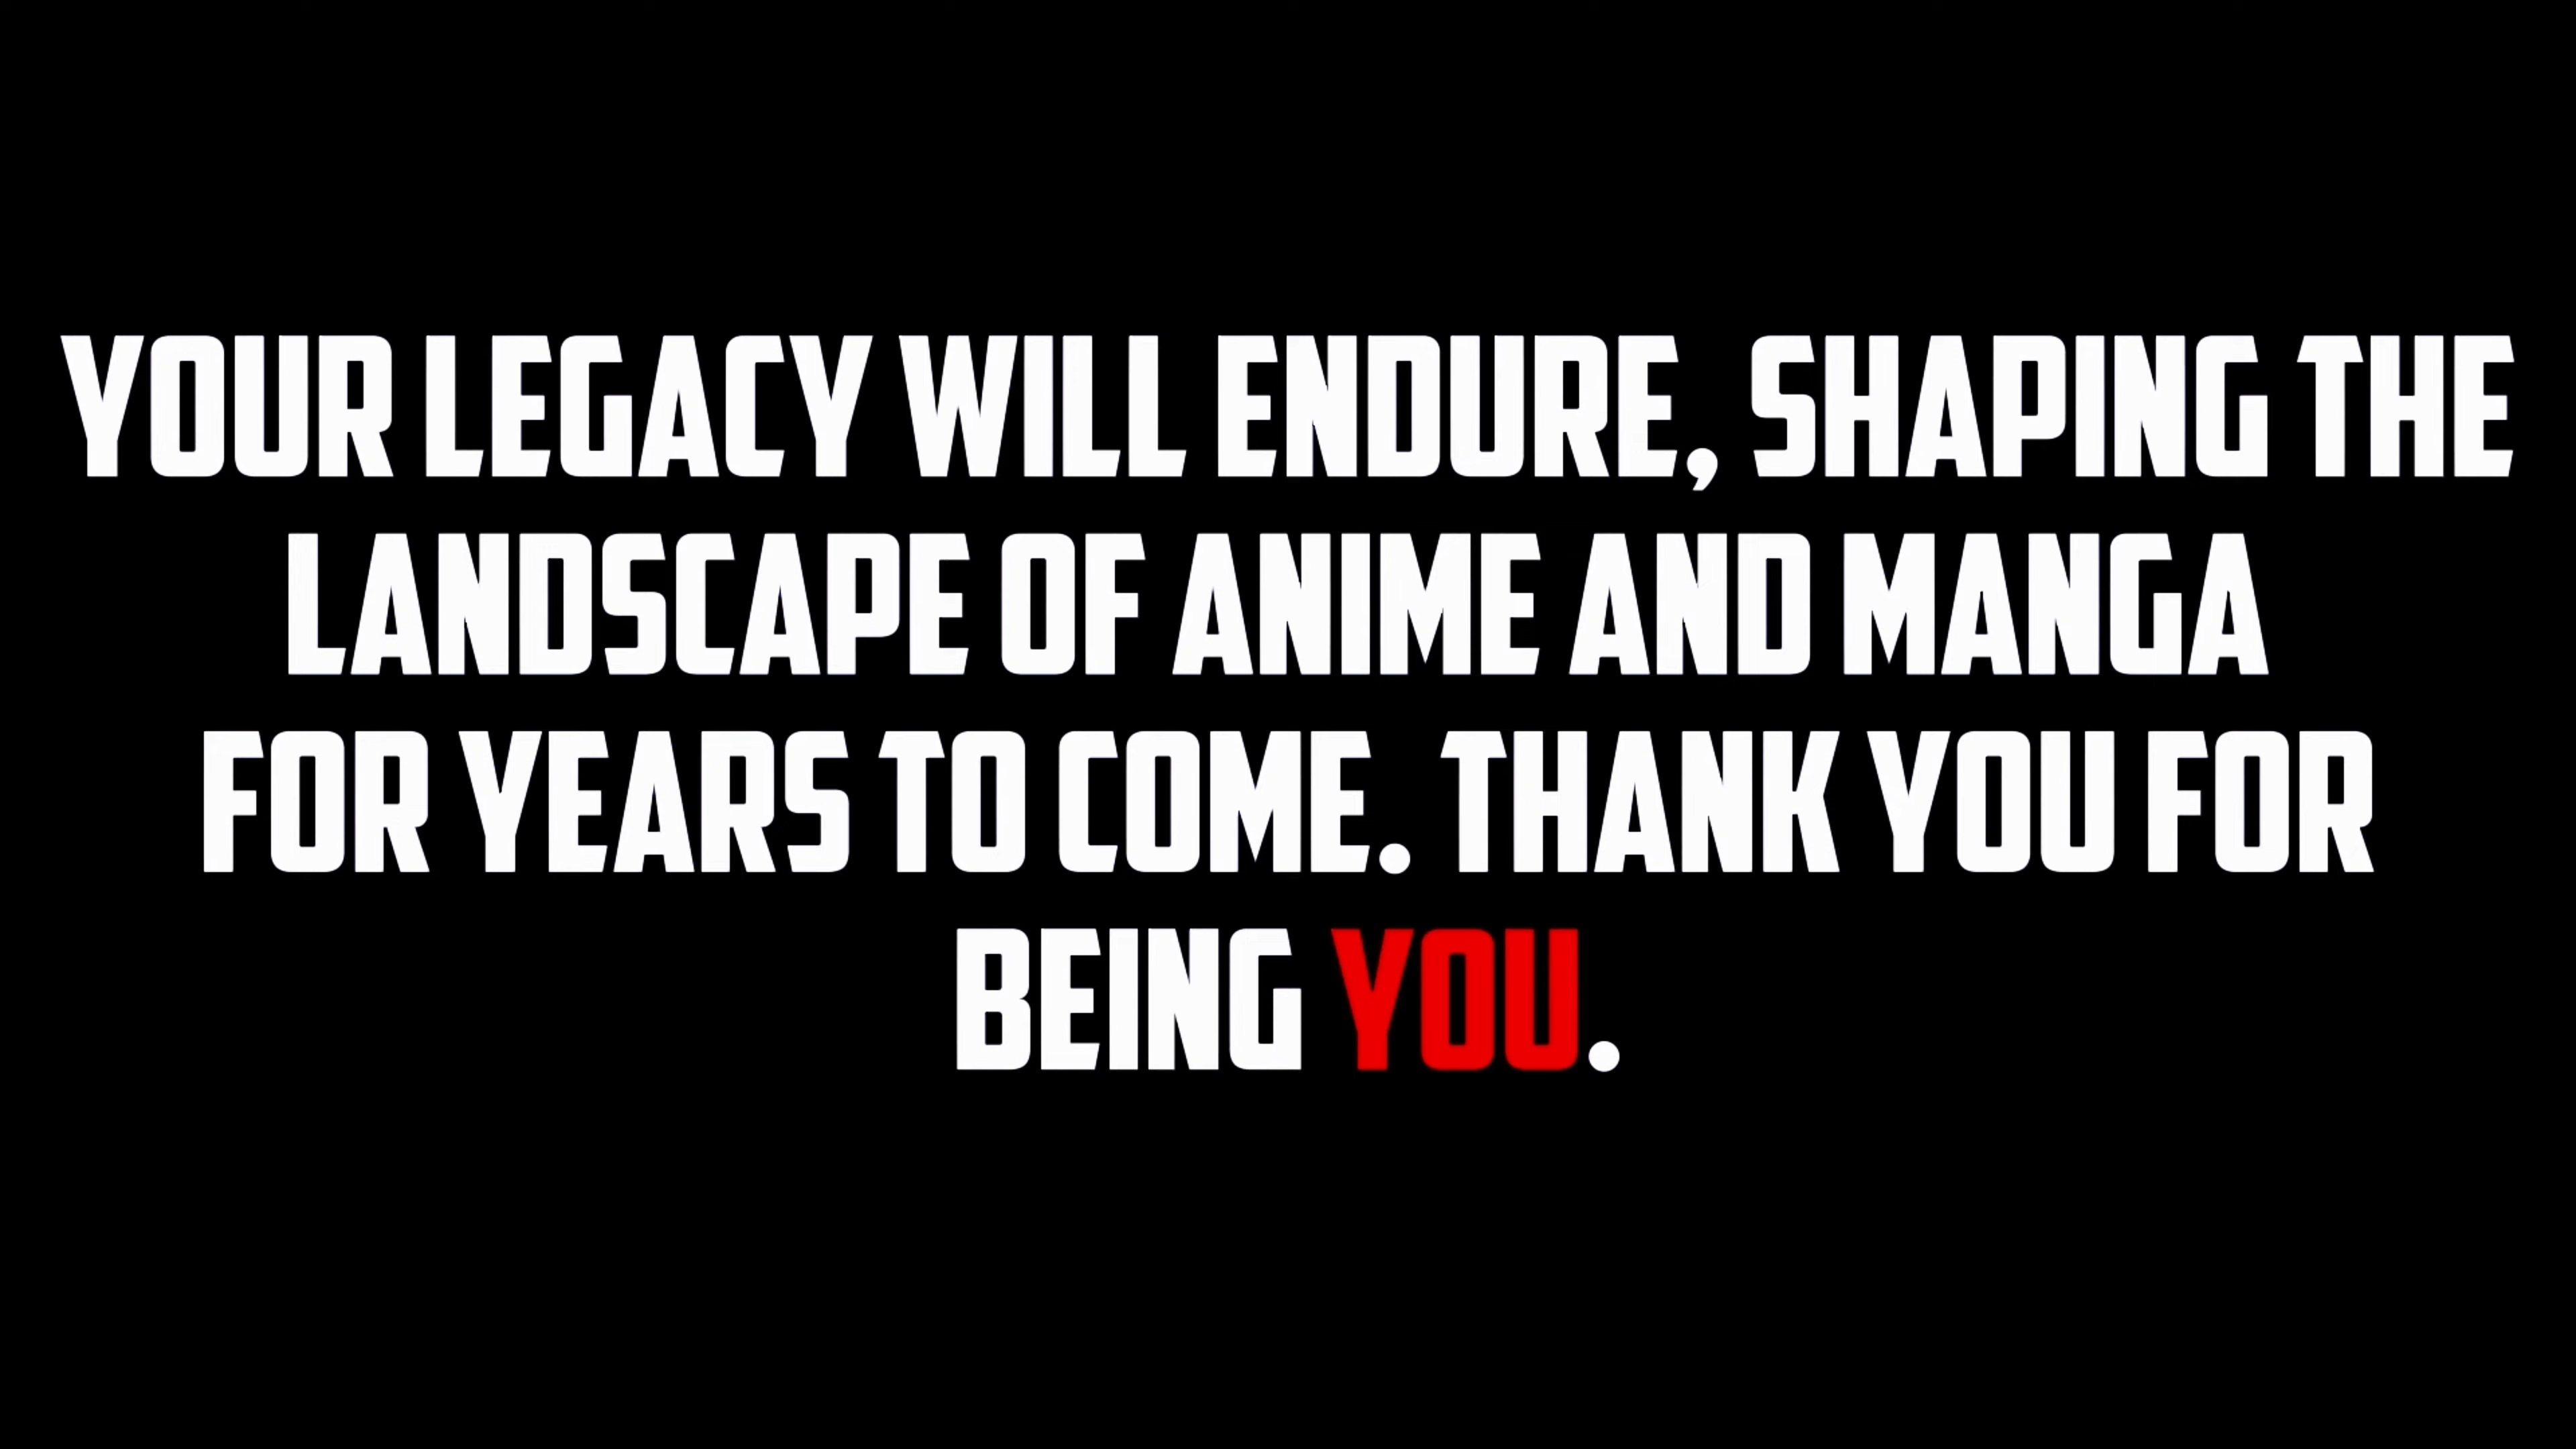 YOUR LEGACY WILL ENDURE, SHAPING THE
LANDSCAPE OF ANIME AND MANGA
FOR YEARS TO COME. THANK YOU FOR
BEING YOU.